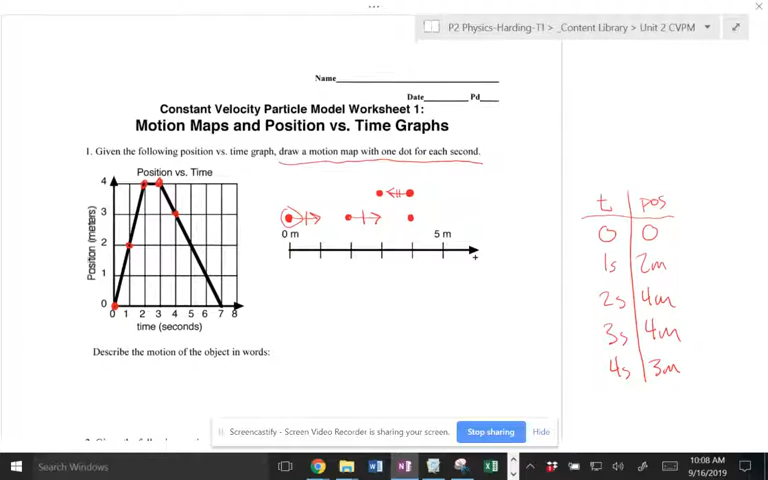 P2 Physics-Harding-T1 > _Content Library > Unit 2 CVPM
Name
Date Pd
Constant Velocity Particle Model Worksheet 1:
Motion Maps and Position vs. Time Graphs
1. Given the following position vs. time graph, draw a motion map with one dot for each second.
Position vs. Time
Position (meters)
4
3
2
1
0
0 1 2 3 4 5 6 7 8
time (seconds)
0 m 5 m
+
t pos
0 0
1s 2m
2s 4m
3s 4m
4s 3m
Describe the motion of the object in words:
Screencastify - Screen Video Recorder is sharing your screen. Stop sharing Hide
Search Windows
10:08 AM
9/16/2019